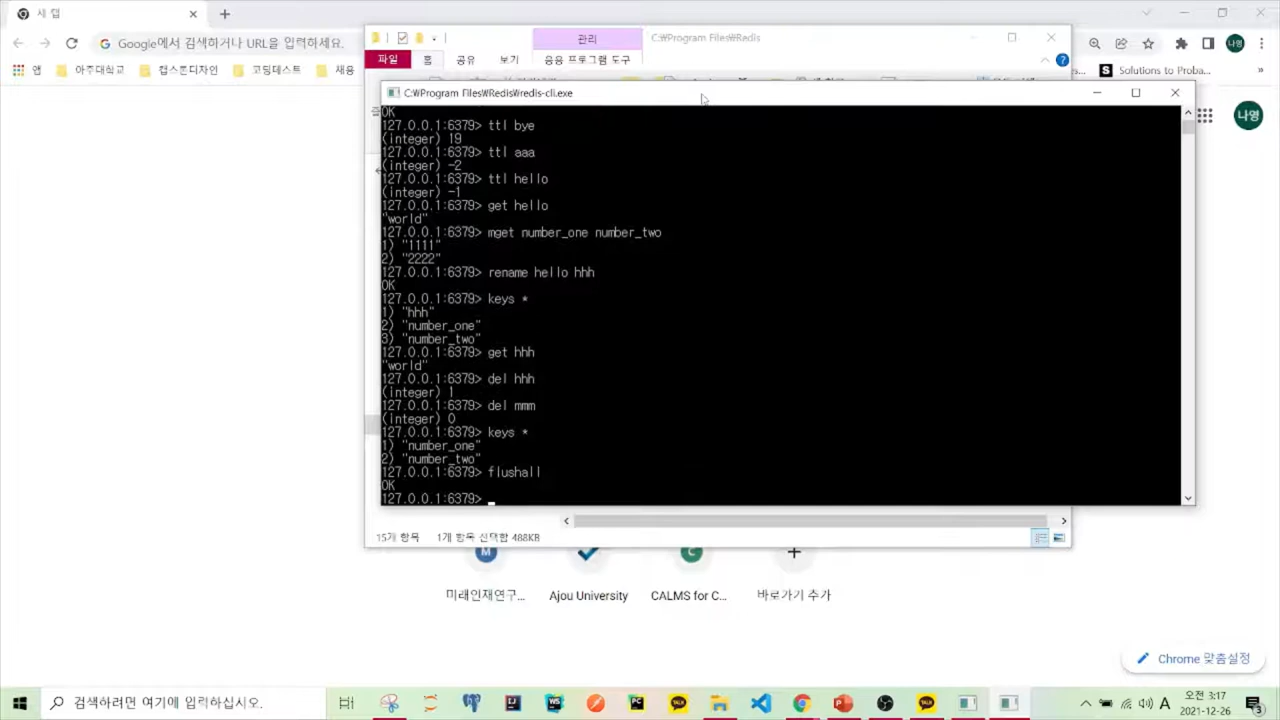 새 탭
Google에서 검색하거나 URL을 입력하세요.
나영
앱
아주대학교
캡스톤디자인
코딩테스트
채용
Solutions to Proba...
»
관리
C:₩Program Files₩Redis
파일
홈
공유
보기
응용 프로그램 도구
C:₩Program Files₩Redis₩redis-cli.exe
나영
OK
127.0.0.1:6379> ttl bye
(integer) 19
127.0.0.1:6379> ttl aaa
(integer) -2
127.0.0.1:6379> ttl hello
(integer) -1
127.0.0.1:6379> get hello
"world"
127.0.0.1:6379> mget number_one number_two
1) "1111"
2) "2222"
127.0.0.1:6379> rename hello hhh
OK
127.0.0.1:6379> keys *
1) "hhh"
2) "number_one"
3) "number_two"
127.0.0.1:6379> get hhh
"world"
127.0.0.1:6379> del hhh
(integer) 1
127.0.0.1:6379> del mmm
(integer) 0
127.0.0.1:6379> keys *
1) "number_one"
2) "number_two"
127.0.0.1:6379> flushall
OK
127.0.0.1:6379>
15개 항목
1개 항목 선택함 488KB
M
C
미래인재연구...
Ajou University
CALMS for C...
바로가기 추가
Chrome 맞춤설정
검색하려면 여기에 입력하십시오.
A
오전 3:17
2021-12-26
3